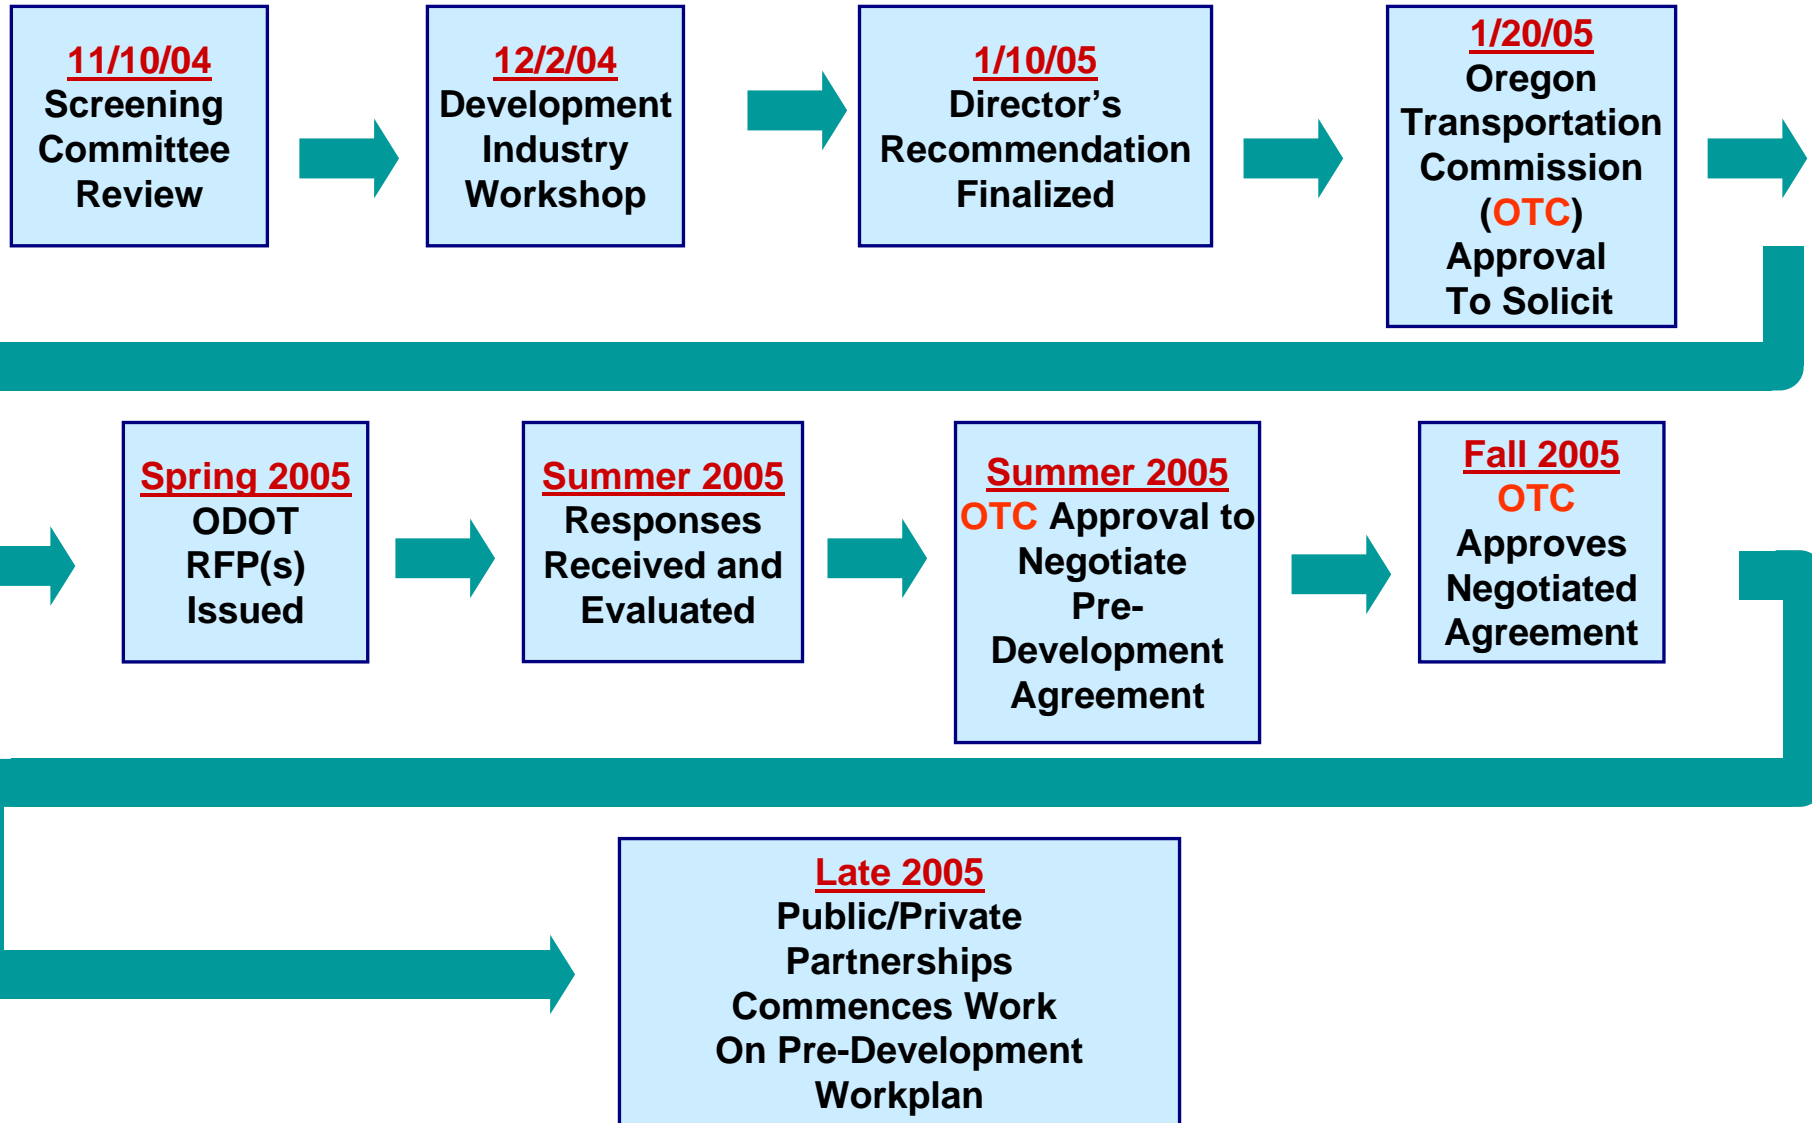 11/10/04
Screening
Committee
Review
12/2/04
Development
Industry
Workshop
1/10/05
Director’s
Recommendation
Finalized
1/20/05
Oregon
Transportation
Commission
(OTC)
Approval
To Solicit
Spring 2005
ODOT
RFP(s)
Issued
Summer 2005
Responses
Received and
Evaluated
Summer 2005
OTC Approval to
Negotiate
Pre-
Development
Agreement
Fall 2005
OTC
Approves
Negotiated
Agreement
Late 2005
Public/Private
Partnerships
Commences Work
On Pre-Development
Workplan